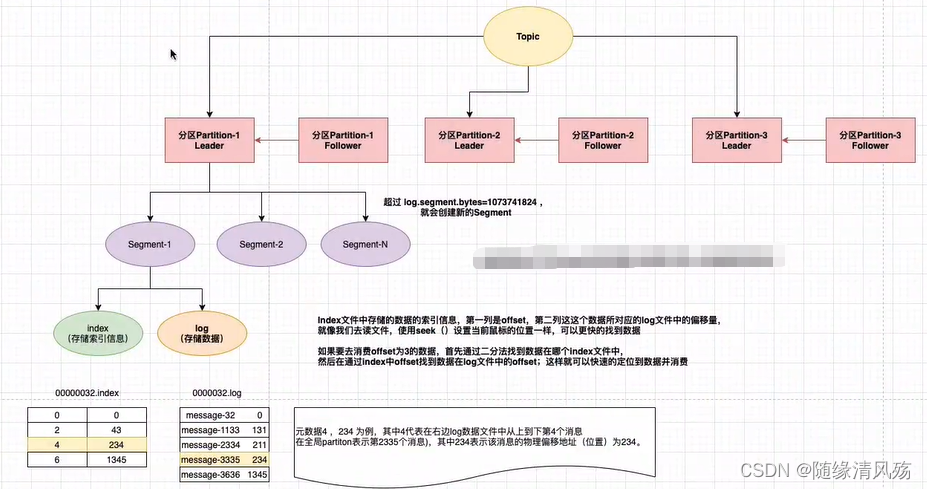 Topic
分区Partition-1
Leader
分区Partition-1
Follower
分区Partition-2
Leader
分区Partition-2
Follower
分区Partition-3
Leader
分区Partition-3
Follower
超过 log.segment.bytes=1073741824 ，
就会创建新的Segment
Segment-1
Segment-2
Segment-N
index
（存储索引信息）
log
（存储数据）
Index文件中存储的数据的索引信息，第一列是offset，第二列这这个数据所对应的log文件中的偏移量，
就像我们去读文件，使用seek（）设置当前鼠标的位置一样，可以更快的找到数据
如果要去消费offset为3的数据，首先通过二分法找到数据在哪个index文件中，
然后在通过index中offset找到数据在log文件中的offset；这样就可以快速的定位到数据并消费
00000032.index
0 0
2 43
4 234
6 1345
00000032.log
message-32 0
message-1133 131
message-2334 211
message-3335 234
message-3636 1345
元数据4 ，234 为例，其中4代表在右边log数据文件中从上到下第4个消息
在全局partiton表示第2335个消息)，其中234表示该消息的物理偏移地址（位置）为234。
CSDN @随缘清风殇